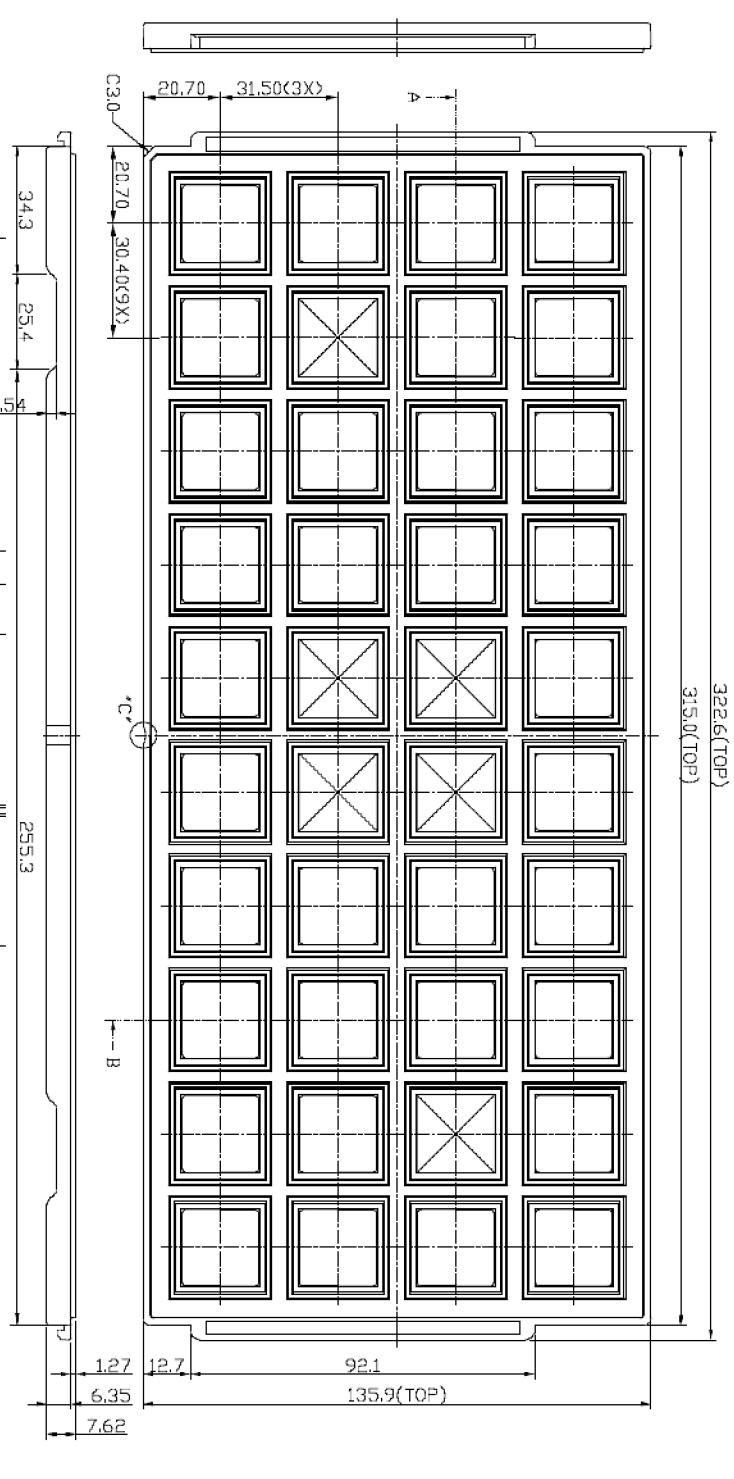 C3.0
20.70
31.50(3X)
A
20.70
30.40(9X)
34.3
25.4
.54
"C"
322.6(TOP)
315.0(TOP)
255.3
B
1.27
12.7
92.1
6.35
135.9(TOP)
7.62